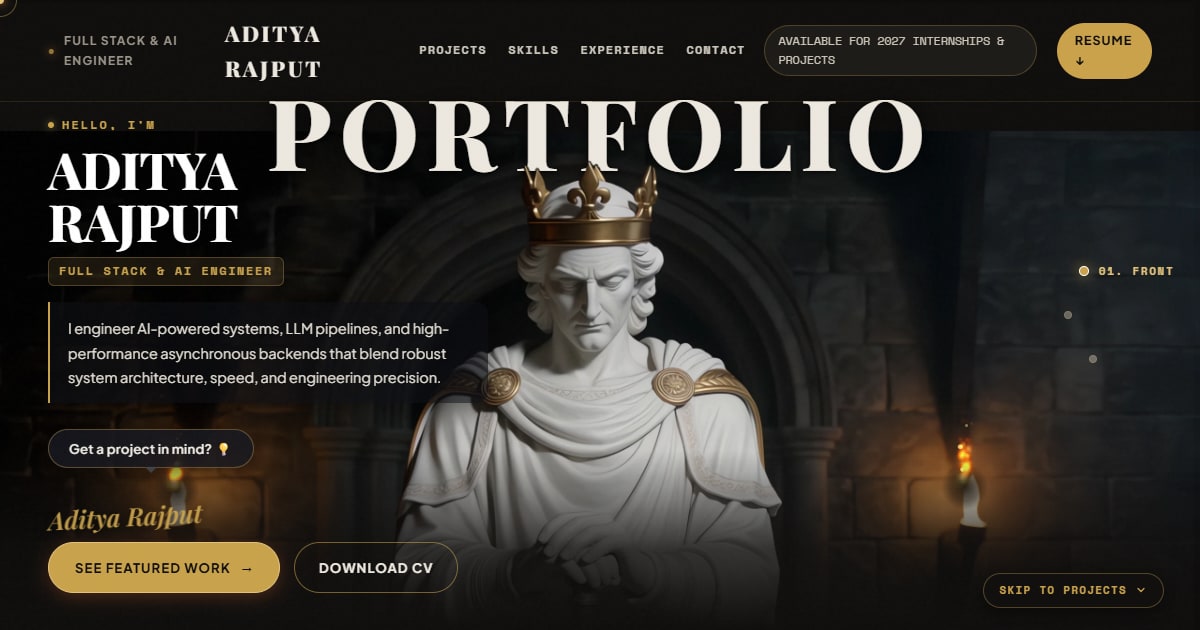 FULL STACK & AI
ENGINEER
ADITYA
RAJPUT
PROJECTS SKILLS EXPERIENCE CONTACT
AVAILABLE FOR 2027 INTERNSHIPS &
PROJECTS
RESUME
↓
PORTFOLIO
HELLO, I'M
ADITYA
RAJPUT
FULL STACK & AI ENGINEER
I engineer AI-powered systems, LLM pipelines, and high-
performance asynchronous backends that blend robust
system architecture, speed, and engineering precision.
Get a project in mind? 💡
Aditya Rajput
SEE FEATURED WORK →
DOWNLOAD CV
01. FRONT
SKIP TO PROJECTS